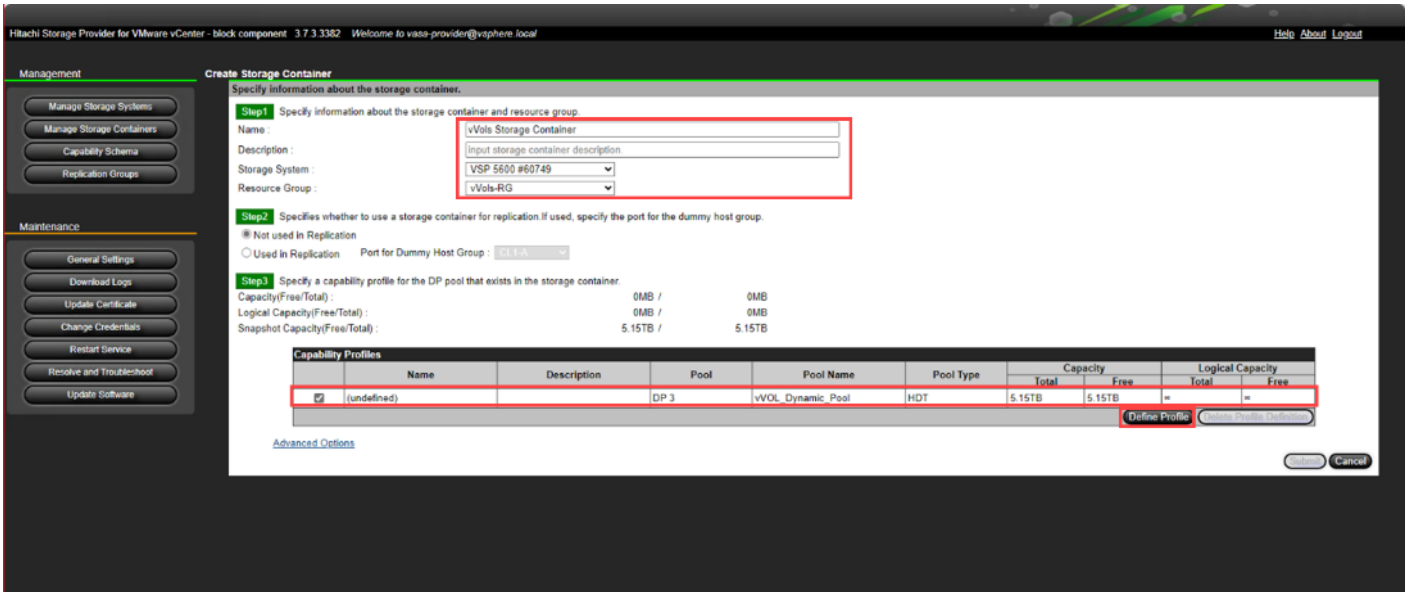 Hitachi Storage Provider for VMware vCenter - block component 3.7.3.3382 Welcome to vasa-provider@vsphere.local Help About Logout
Management
Manage Storage Systems
Manage Storage Containers
Capability Schema
Replication Groups
Maintenance
General Settings
Download Logs
Update Certificate
Change Credentials
Restart Service
Resolve and Troubleshoot
Update Software
Create Storage Container
Specify information about the storage container.
Step1 Specify information about the storage container and resource group.
Name : vVols Storage Container
Description : Input storage container description.
Storage System : VSP 5600 #60749
Resource Group : vVols-RG
Step2 Specifies whether to use a storage container for replication.If used, specify the port for the dummy host group.
Not used in Replication
Used in Replication Port for Dummy Host Group : CL1-A
Step3 Specify a capability profile for the DP pool that exists in the storage container.
Capacity(Free/Total) : 0MB / 0MB
Logical Capacity(Free/Total) : 0MB / 0MB
Snapshot Capacity(Free/Total) : 5.15TB / 5.15TB
Capability Profiles
Name Description Pool Pool Name Pool Type Capacity Logical Capacity
Total Free Total Free
(undefined) DP 3 vVOL_Dynamic_Pool HDT 5.15TB 5.15TB ∞ ∞
Define Profile Delete Profile Definition
Advanced Options
Submit Cancel